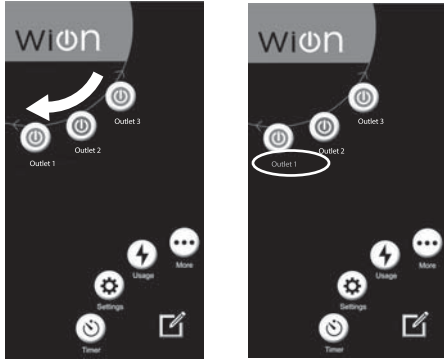 wion
Outlet 3
Outlet 2
Outlet 1
More
Usage
Settings
Timer
wion
Outlet 3
Outlet 2
Outlet 1
More
Usage
Settings
Timer